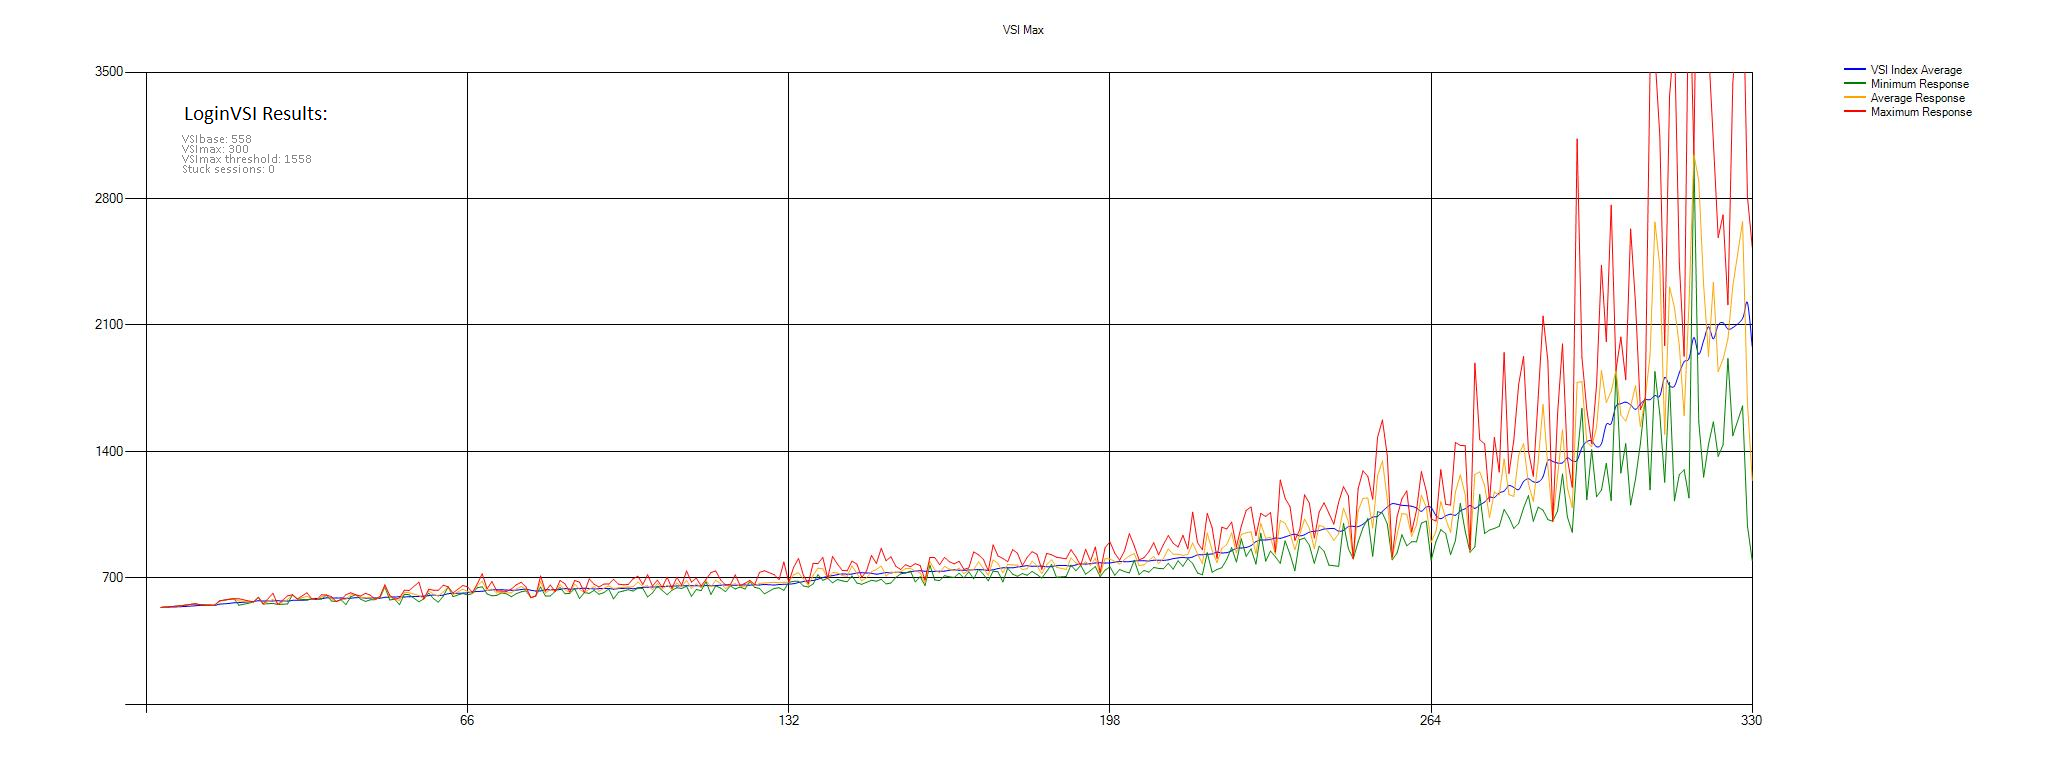 VSI Max
3500
2800
2100
1400
700
LoginVSI Results:
VSIbase: 558
VSImax: 300
VSImax threshold: 1558
Stuck sessions: 0
VSI Index Average
Minimum Response
Average Response
Maximum Response
66
132
198
264
330